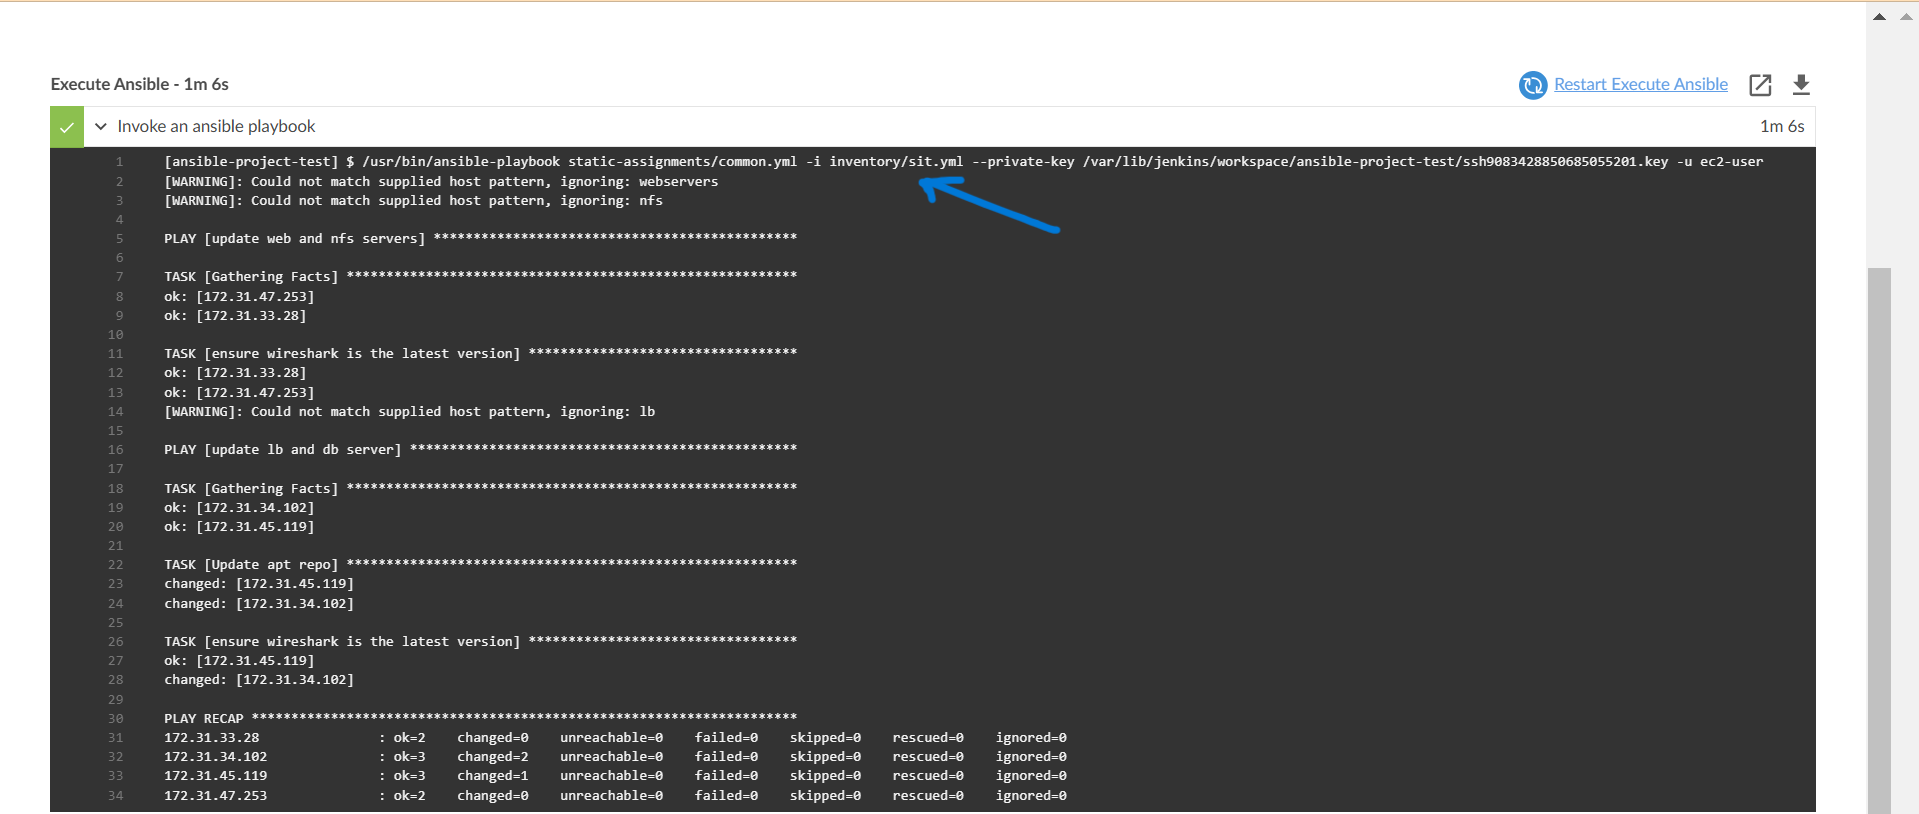 Execute Ansible - 1m 6s
Restart Execute Ansible
Invoke an ansible playbook
1m 6s
1 [ansible-project-test] $ /usr/bin/ansible-playbook static-assignments/common.yml -i inventory/sit.yml --private-key /var/lib/jenkins/workspace/ansible-project-test/ssh9083428850685055201.key -u ec2-user
2 [WARNING]: Could not match supplied host pattern, ignoring: webservers
3 [WARNING]: Could not match supplied host pattern, ignoring: nfs
4
5 PLAY [update web and nfs servers] **********************************************
6
7 TASK [Gathering Facts] *********************************************************
8 ok: [172.31.47.253]
9 ok: [172.31.33.28]
10
11 TASK [ensure wireshark is the latest version] **********************************
12 ok: [172.31.33.28]
13 ok: [172.31.47.253]
14 [WARNING]: Could not match supplied host pattern, ignoring: lb
15
16 PLAY [update lb and db server] *************************************************
17
18 TASK [Gathering Facts] *********************************************************
19 ok: [172.31.34.102]
20 ok: [172.31.45.119]
21
22 TASK [Update apt repo] *********************************************************
23 changed: [172.31.45.119]
24 changed: [172.31.34.102]
25
26 TASK [ensure wireshark is the latest version] **********************************
27 ok: [172.31.45.119]
28 changed: [172.31.34.102]
29
30 PLAY RECAP *********************************************************************
31 172.31.33.28 : ok=2 changed=0 unreachable=0 failed=0 skipped=0 rescued=0 ignored=0
32 172.31.34.102 : ok=3 changed=2 unreachable=0 failed=0 skipped=0 rescued=0 ignored=0
33 172.31.45.119 : ok=3 changed=1 unreachable=0 failed=0 skipped=0 rescued=0 ignored=0
34 172.31.47.253 : ok=2 changed=0 unreachable=0 failed=0 skipped=0 rescued=0 ignored=0